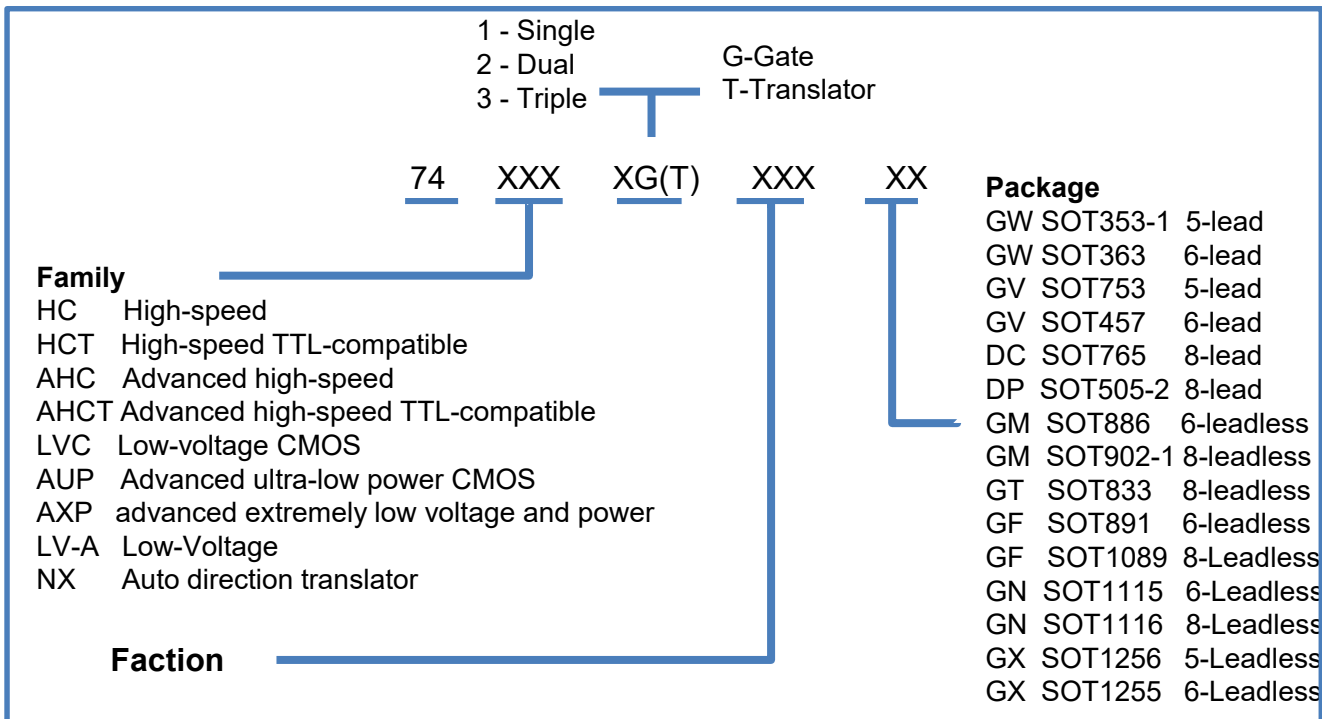 1 - Single
2 - Dual
3 - Triple
G-Gate
T-Translator
74 XXX XG(T) XXX XX
Family
HC High-speed
HCT High-speed TTL-compatible
AHC Advanced high-speed
AHCT Advanced high-speed TTL-compatible
LVC Low-voltage CMOS
AUP Advanced ultra-low power CMOS
AXP advanced extremely low voltage and power
LV-A Low-Voltage
NX Auto direction translator
Faction
Package
GW SOT353-1 5-lead
GW SOT363 6-lead
GV SOT753 5-lead
GV SOT457 6-lead
DC SOT765 8-lead
DP SOT505-2 8-lead
GM SOT886 6-leadless
GM SOT902-1 8-leadless
GT SOT833 8-leadless
GF SOT891 6-leadless
GF SOT1089 8-Leadless
GN SOT1115 6-Leadless
GN SOT1116 8-Leadless
GX SOT1256 5-Leadless
GX SOT1255 6-Leadless